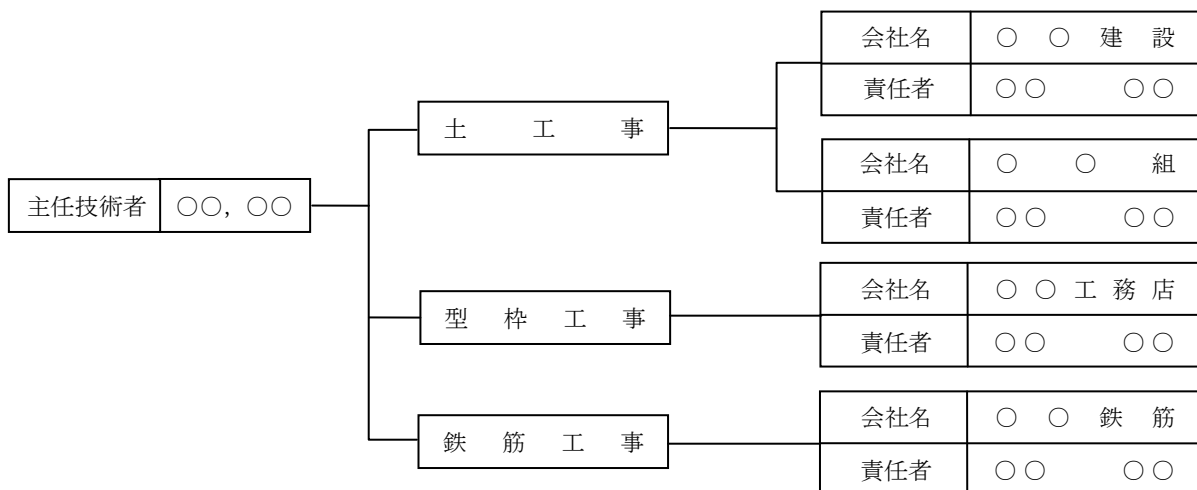 会社名 ○ ○ 建 設
責任者 ○○ ○○
土 工 事
会社名 ○ ○ 組
責任者 ○○ ○○
主任技術者 ○○, ○○
会社名 ○ ○ 工 務 店
責任者 ○○ ○○
型 枠 工 事
会社名 ○ ○ 鉄 筋
責任者 ○○ ○○
鉄 筋 工 事